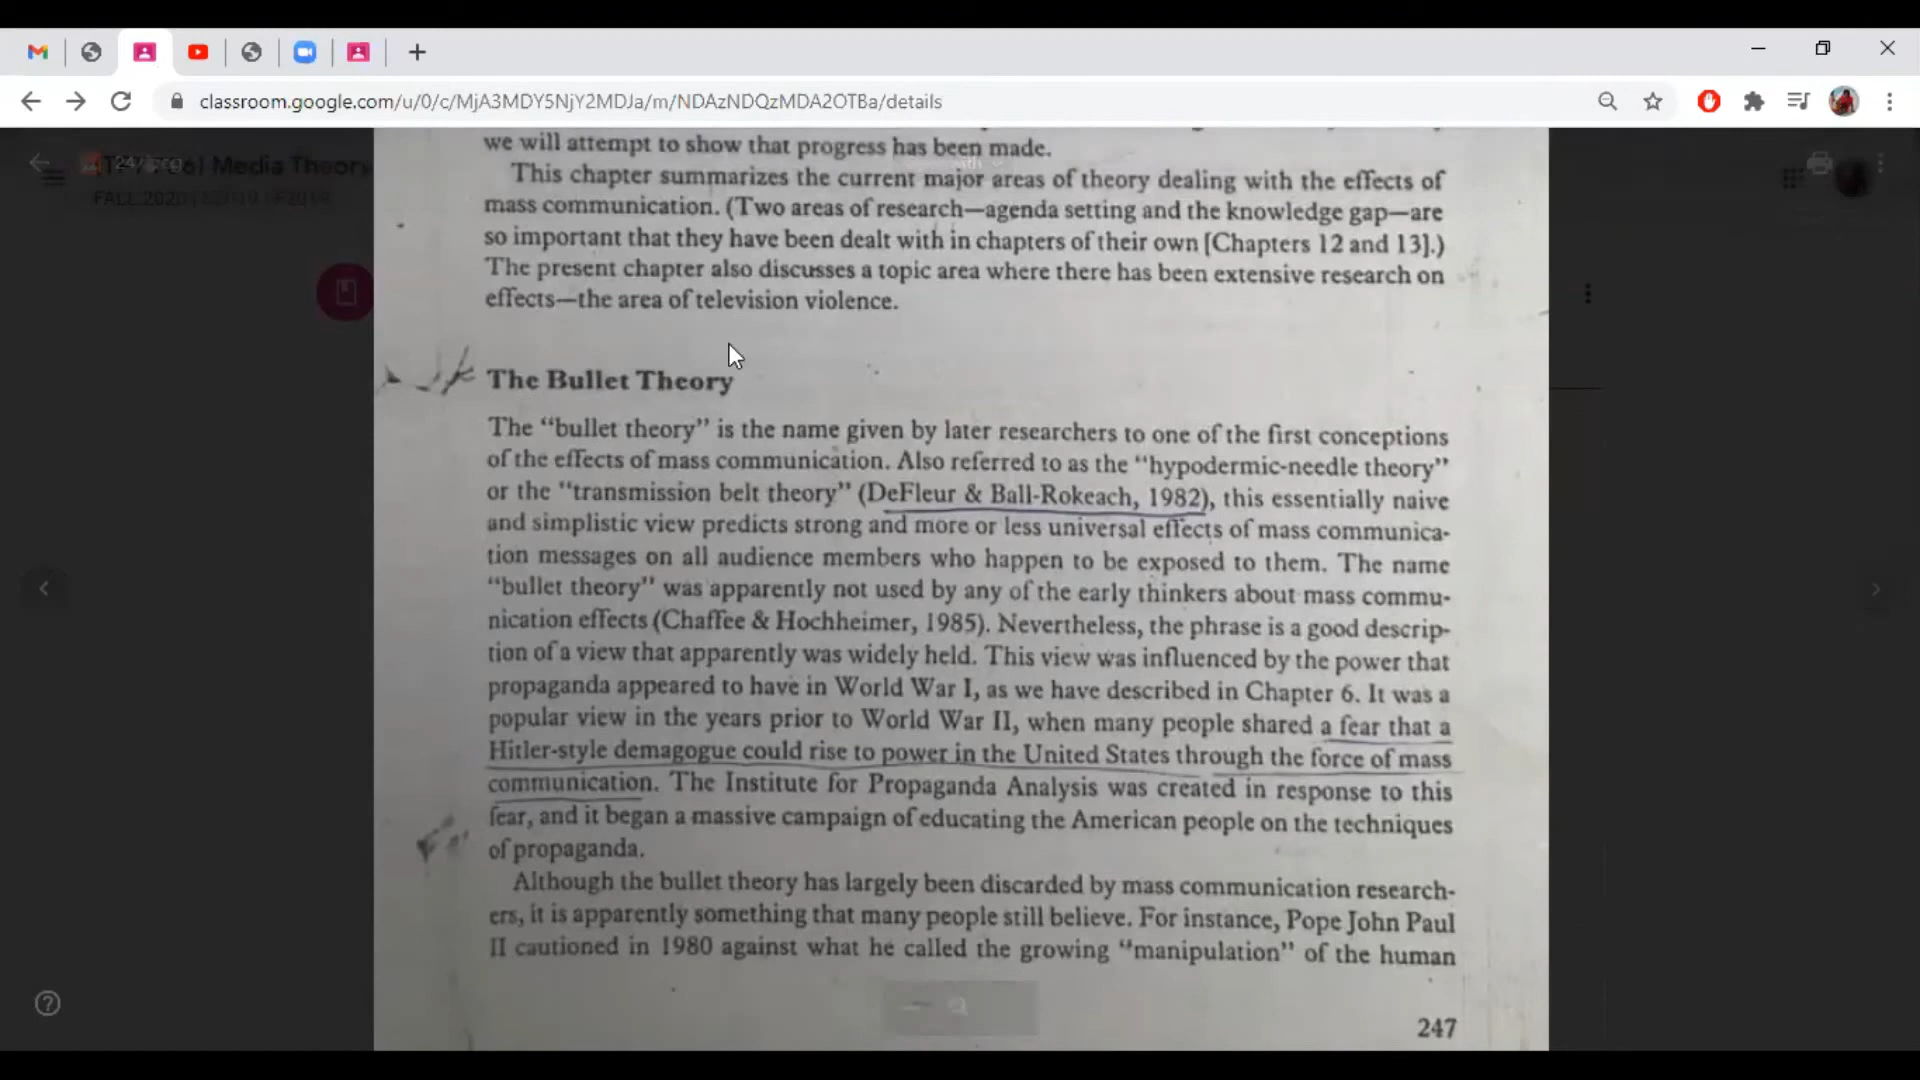 classroom.google.com/u/0/c/MjA3MDY5NjY2MDJa/m/NDAzNDQzMDA2OTBa/details
Media Theory
we will attempt to show that progress has been made.
This chapter summarizes the current major areas of theory dealing with the effects of
mass communication. (Two areas of research—agenda setting and the knowledge gap—are
so important that they have been dealt with in chapters of their own [Chapters 12 and 13].)
The present chapter also discusses a topic area where there has been extensive research on
effects—the area of television violence.
The Bullet Theory
The “bullet theory” is the name given by later researchers to one of the first conceptions
of the effects of mass communication. Also referred to as the “hypodermic-needle theory”
or the “transmission belt theory” (DeFleur & Ball-Rokeach, 1982), this essentially naive
and simplistic view predicts strong and more or less universal effects of mass communica-
tion messages on all audience members who happen to be exposed to them. The name
“bullet theory” was apparently not used by any of the early thinkers about mass commu-
nication effects (Chaffee & Hochheimer, 1985). Nevertheless, the phrase is a good descrip-
tion of a view that apparently was widely held. This view was influenced by the power that
propaganda appeared to have in World War I, as we have described in Chapter 6. It was a
popular view in the years prior to World War II, when many people shared a fear that a
Hitler-style demagogue could rise to power in the United States through the force of mass
communication. The Institute for Propaganda Analysis was created in response to this
fear, and it began a massive campaign of educating the American people on the techniques
of propaganda.
Although the bullet theory has largely been discarded by mass communication research-
ers, it is apparently something that many people still believe. For instance, Pope John Paul
II cautioned in 1980 against what he called the growing “manipulation” of the human
247